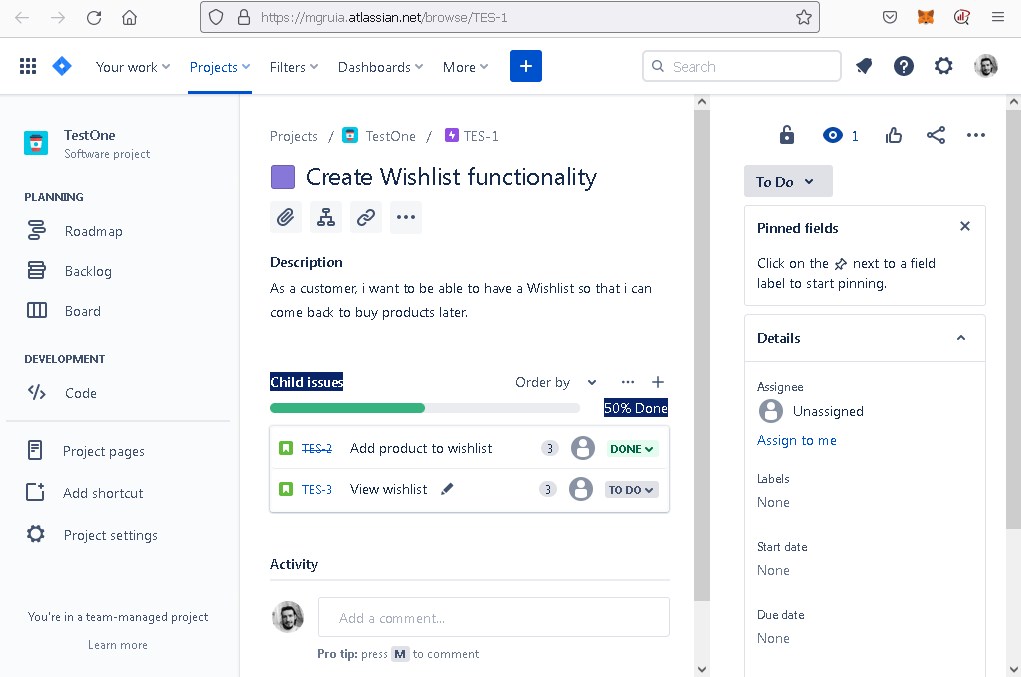 https://mgruia.atlassian.net/browse/TES-1
Your work Projects Filters Dashboards More + Search
TestOne
Software project
PLANNING
Roadmap
Backlog
Board
DEVELOPMENT
Code
Project pages
Add shortcut
Project settings
You're in a team-managed project
Learn more
Projects / TestOne / TES-1
Create Wishlist functionality
Description
As a customer, i want to be able to have a Wishlist so that i can
come back to buy products later.
Child issues Order by
50% Done
TES-2 Add product to wishlist 3 DONE
TES-3 View wishlist 3 TO DO
Activity
Add a comment...
Pro tip: press M to comment
1
To Do
Pinned fields
Click on the next to a field
label to start pinning.
Details
Assignee
Unassigned
Assign to me
Labels
None
Start date
None
Due date
None